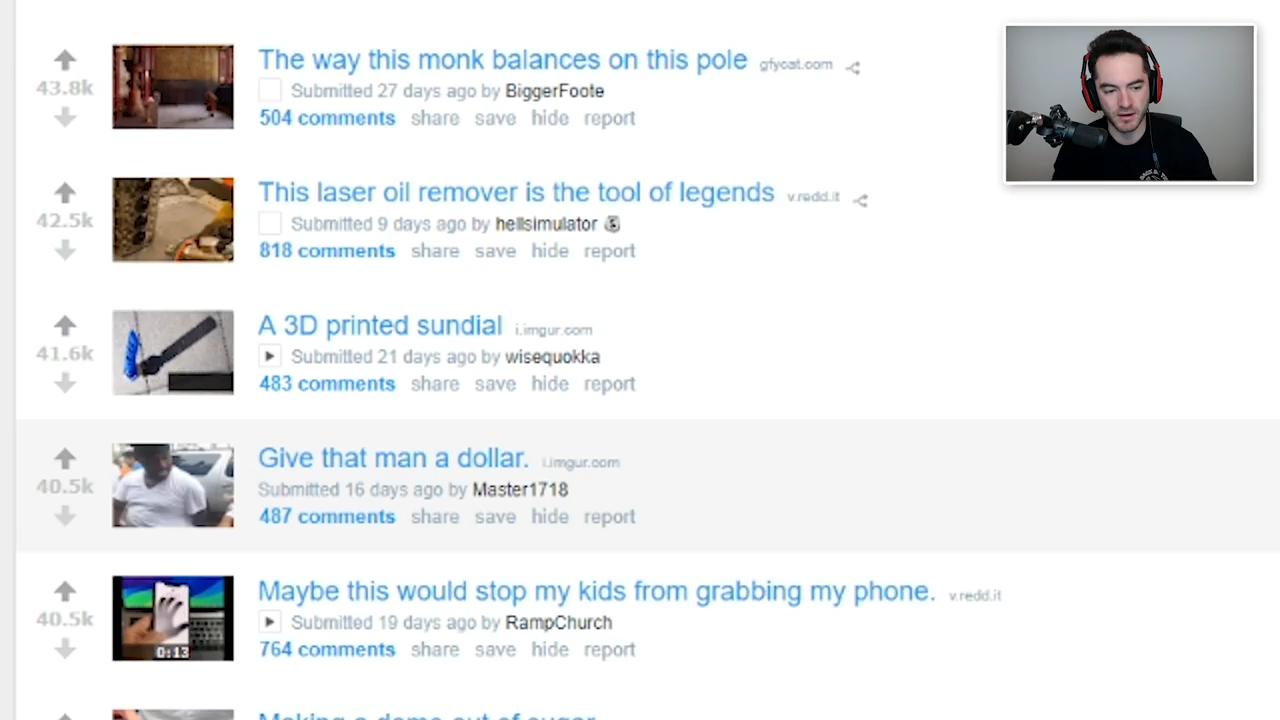 The way this monk balances on this pole gfycat.com
43.8k
Submitted 27 days ago by BiggerFoote
504 comments share save hide report
This laser oil remover is the tool of legends v.redd.it
42.5k
Submitted 9 days ago by hellsimulator
818 comments share save hide report
A 3D printed sundial i.imgur.com
41.6k
Submitted 21 days ago by wisequokka
483 comments share save hide report
Give that man a dollar. i.imgur.com
40.5k
Submitted 16 days ago by Master1718
487 comments share save hide report
Maybe this would stop my kids from grabbing my phone. v.redd.it
40.5k
Submitted 19 days ago by RampChurch
0:13
764 comments share save hide report
Making a dome out of sugar